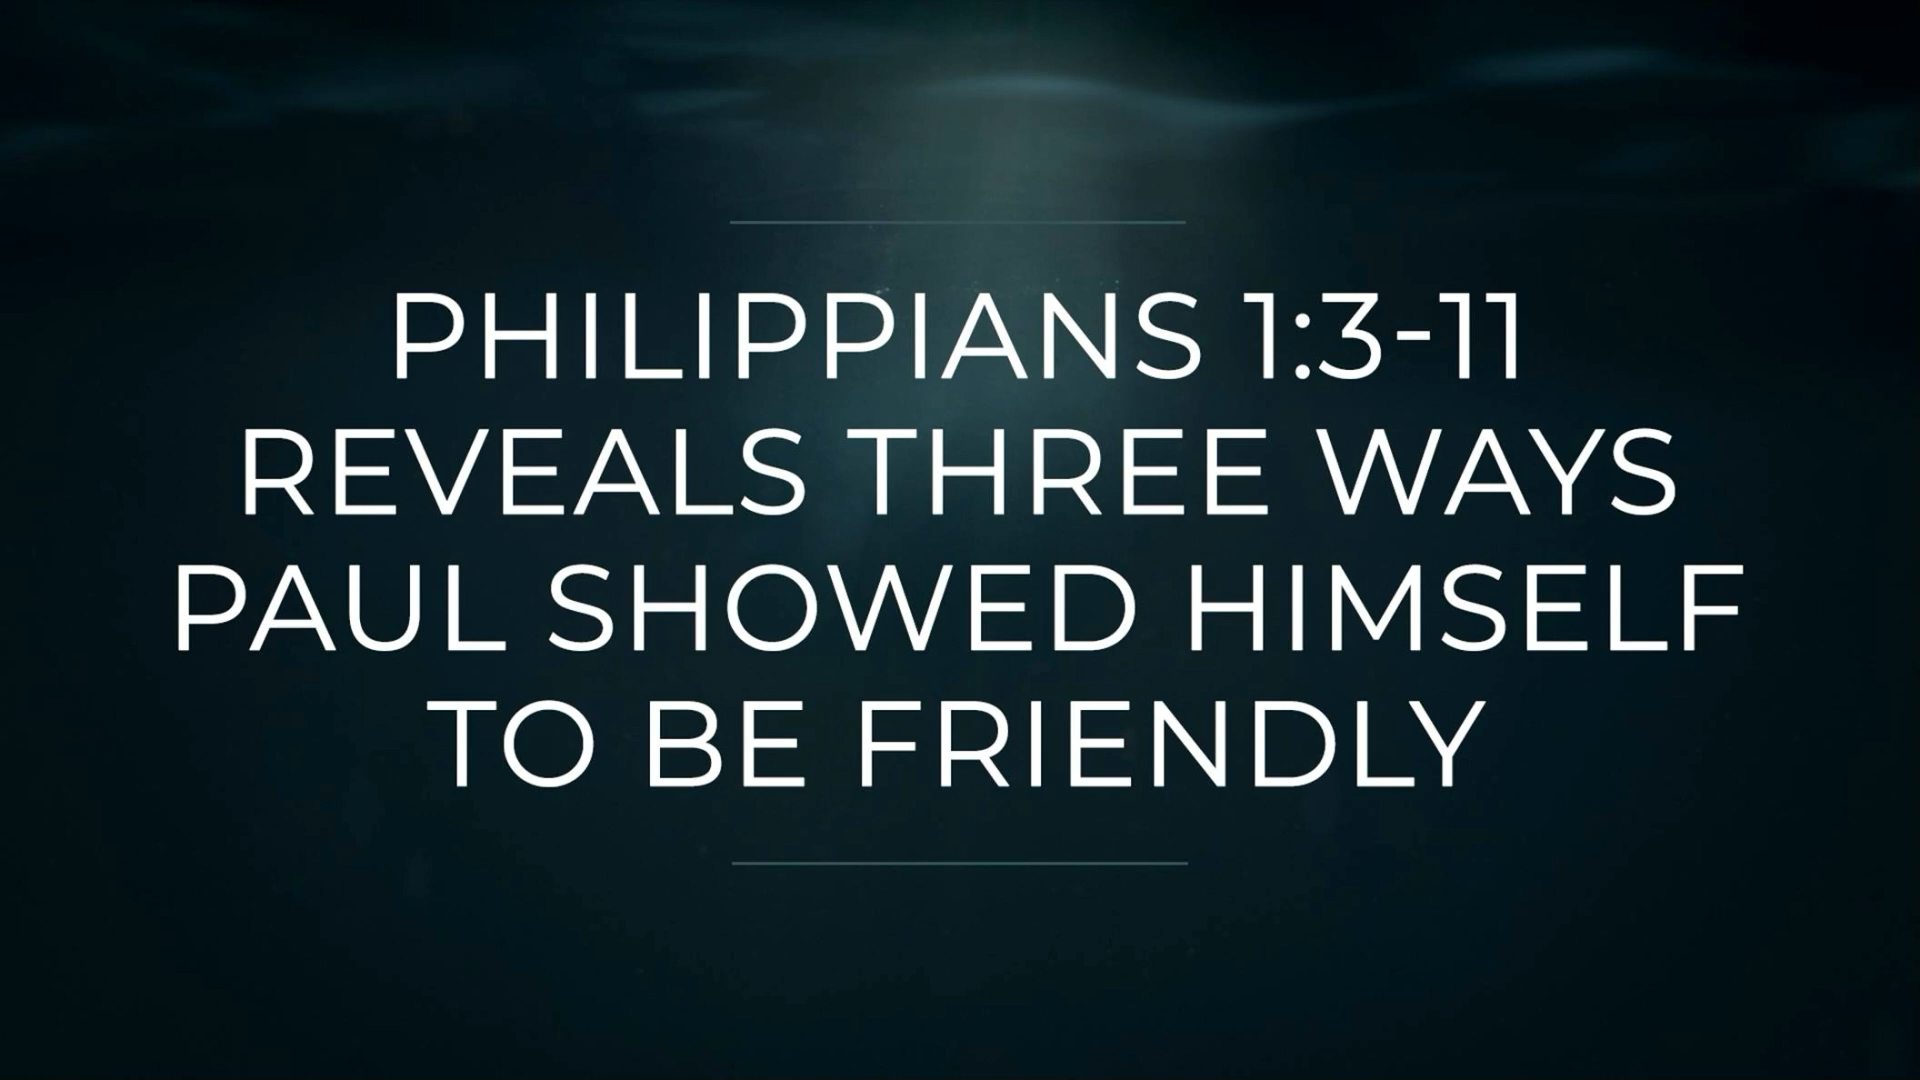 PHILIPPIANS 1:3-11
REVEALS THREE WAYS
PAUL SHOWED HIMSELF
TO BE FRIENDLY